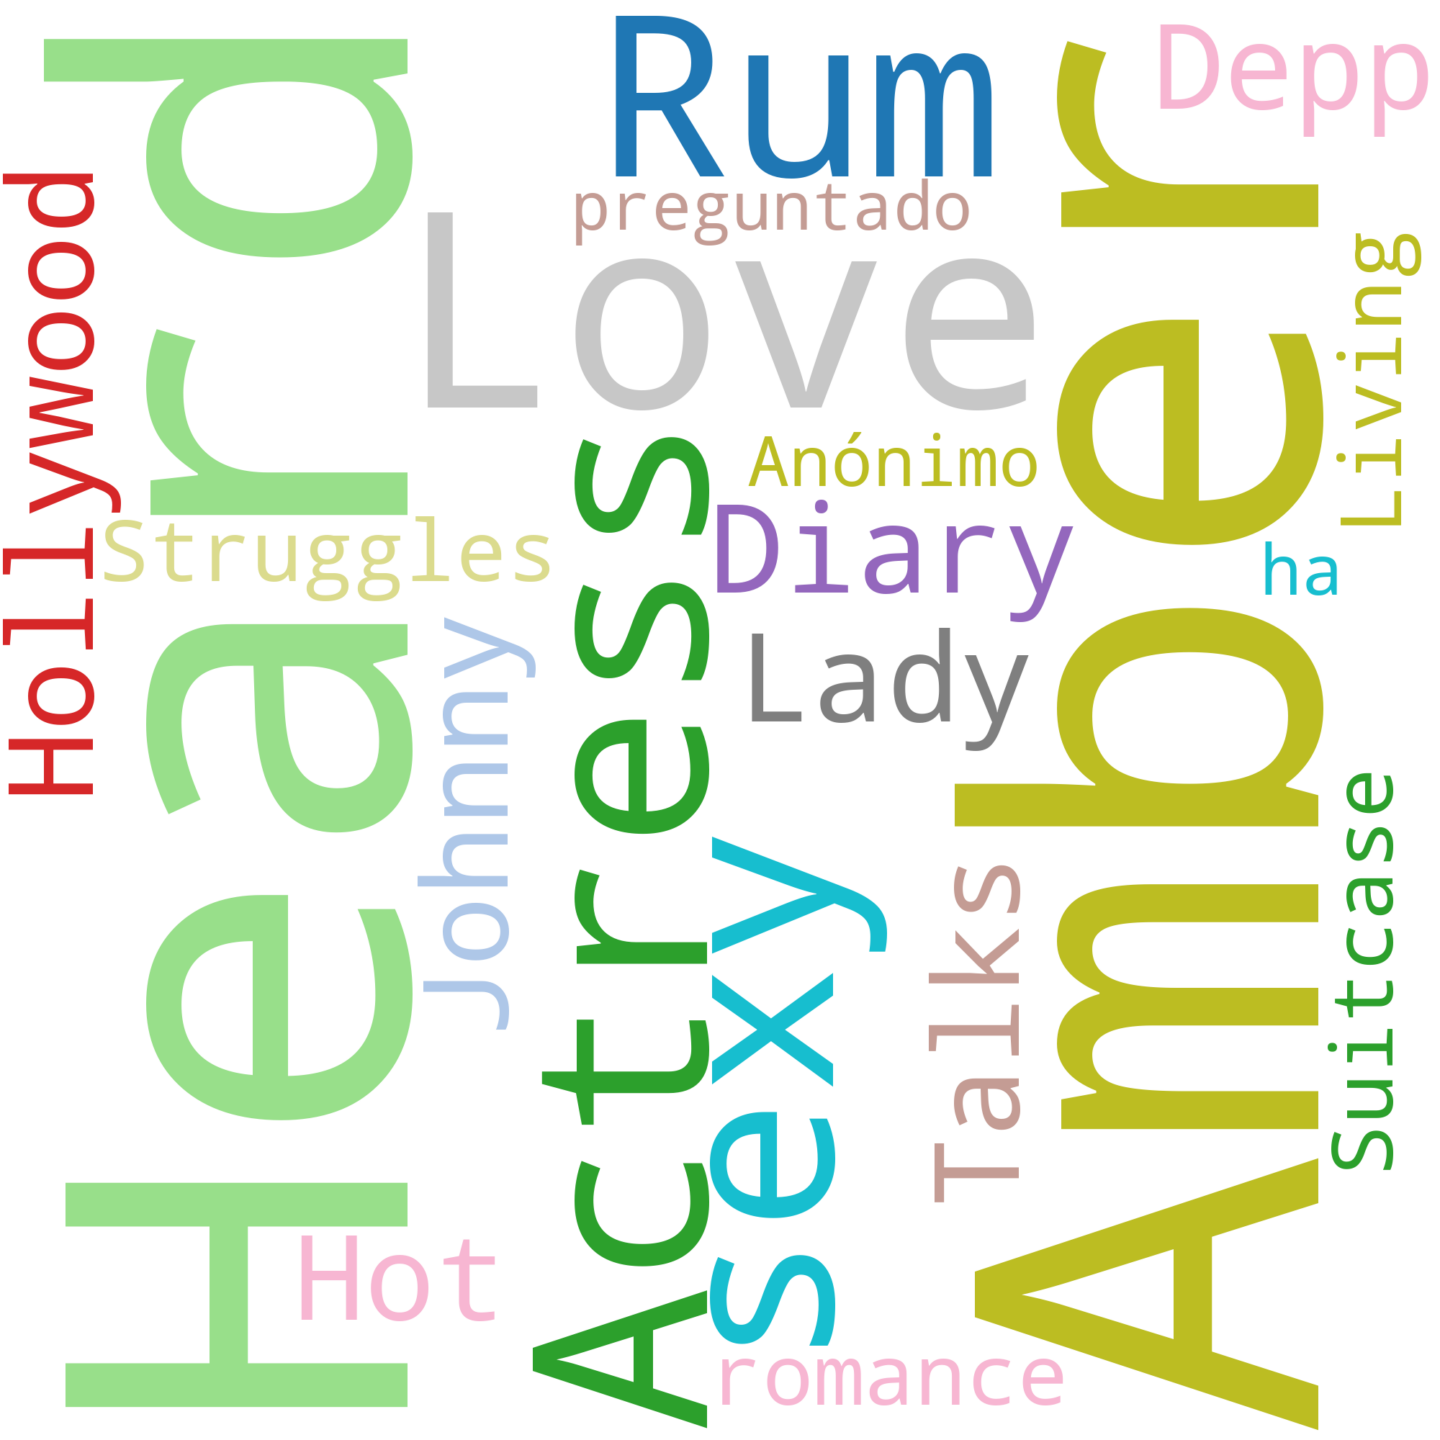 Heard
Hollywood
Rum
Depp
preguntado
Love
Amber
Living
Anónimo
Struggles
Diary
ha
Johnny
Actress
Lady
sexy
Talks
Suitcase
Hot
romance